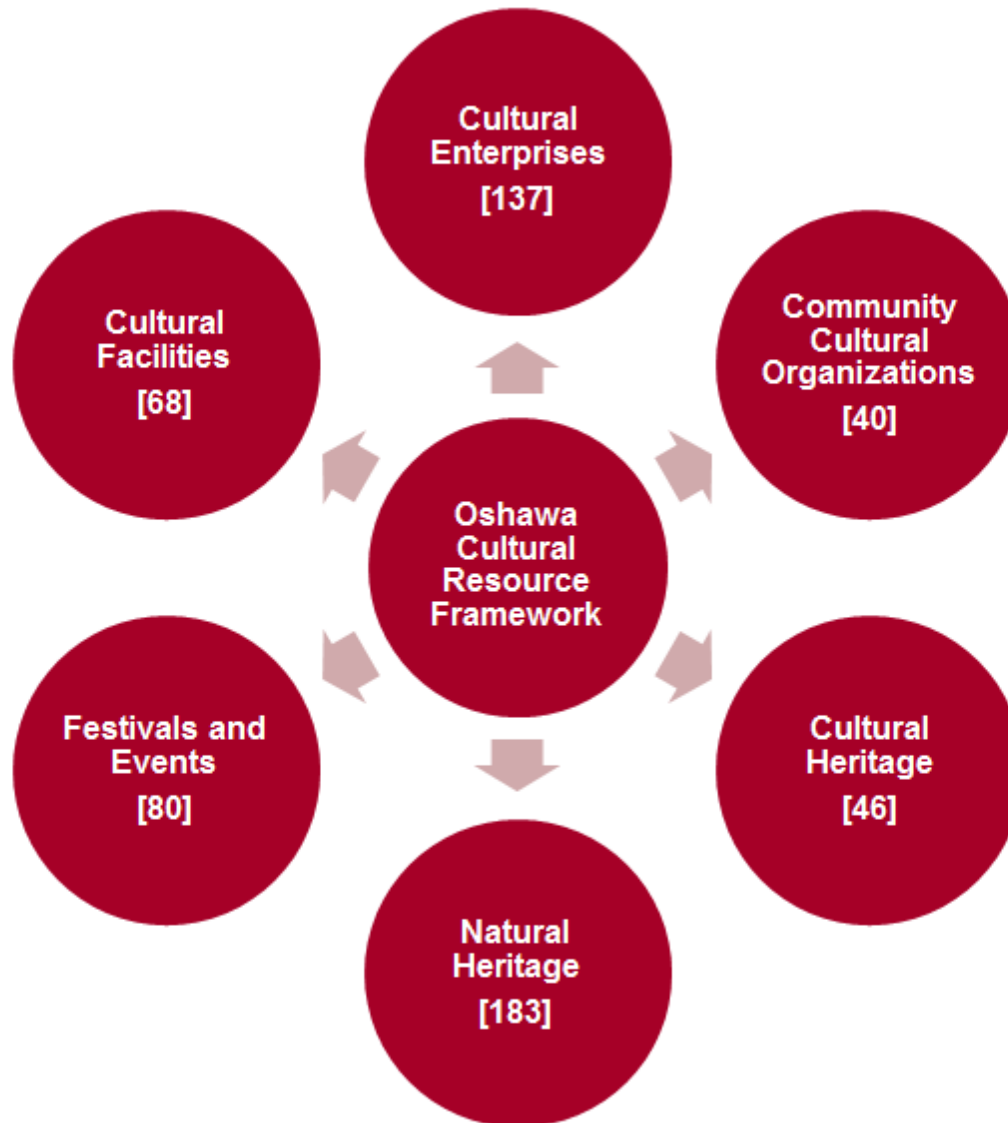 Cultural
Enterprises
[137]
Community
Cultural
Organizations
[40]
Cultural
Heritage
[46]
Natural
Heritage
[183]
Festivals and
Events
[80]
Cultural
Facilities
[68]
Oshawa
Cultural
Resource
Framework